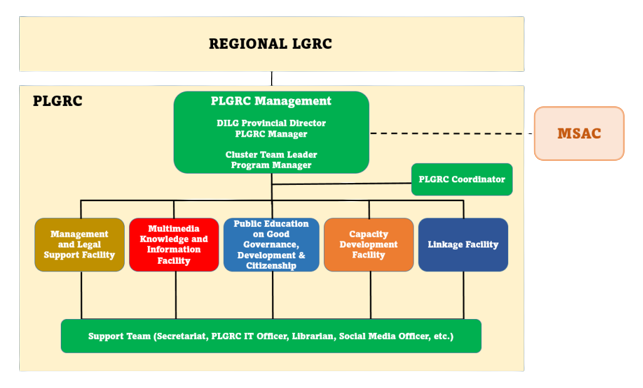 REGIONAL LGRC
PLGRC
PLGRC Management
DILG Provincial Director
PLGRC Manager
Cluster Team Leader
Program Manager
MSAC
PLGRC Coordinator
Management
and Legal
Support Facility
Multimedia
Knowledge and
Information
Facility
Public Education
on Good
Governance,
Development &
Citizenship
Capacity
Development
Facility
Linkage Facility
Support Team (Secretariat, PLGRC IT Officer, Librarian, Social Media Officer, etc.)